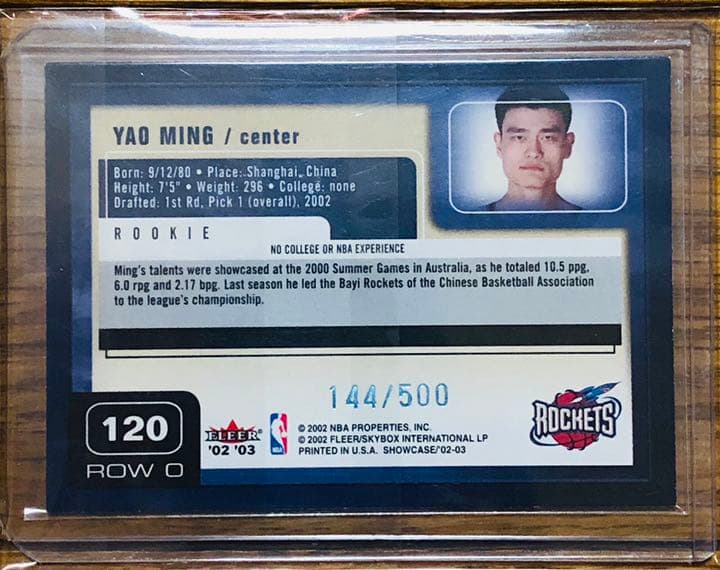 YAO MING / center
Born: 9/12/80 • Place: Shanghai, China
Height: 7'5" • Weight: 296 • College: none
Drafted: 1st Rd, Pick 1 (overall), 2002
ROOKIE
NO COLLEGE OR NBA EXPERIENCE
Ming's talents were showcased at the 2000 Summer Games in Australia, as he totaled 10.5 ppg,
6.0 rpg and 2.17 bpg. Last season he led the Bayi Rockets of the Chinese Basketball Association
to the league's championship.
144/500
120
ROW 0
FLEER
'02 '03
NBA
© 2002 NBA PROPERTIES, INC.
© 2002 FLEER/SKYBOX INTERNATIONAL LP
PRINTED IN U.S.A. SHOWCASE/'02-03
ROCKETS